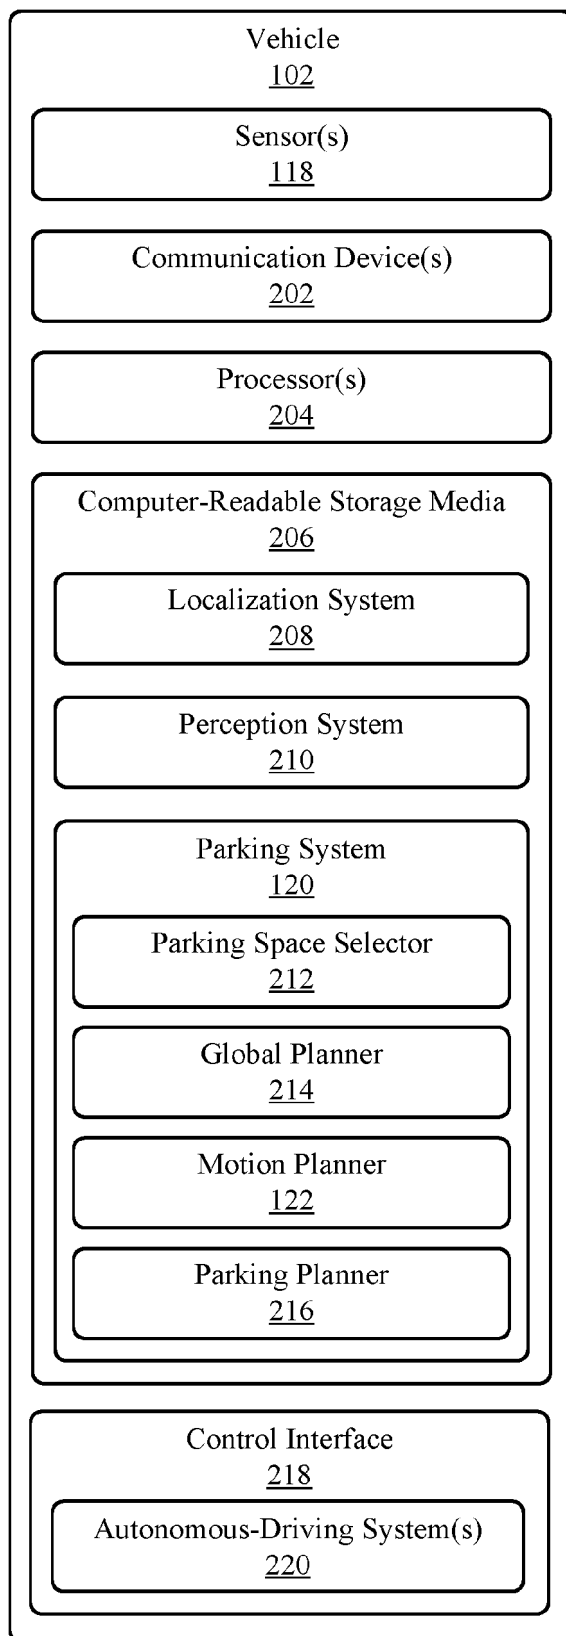 Vehicle
102
Sensor(s)
118
Communication Device(s)
202
Processor(s)
204
Computer-Readable Storage Media
206
Localization System
208
Perception System
210
Parking System
120
Parking Space Selector
212
Global Planner
214
Motion Planner
122
Parking Planner
216
Control Interface
218
Autonomous-Driving System(s)
220